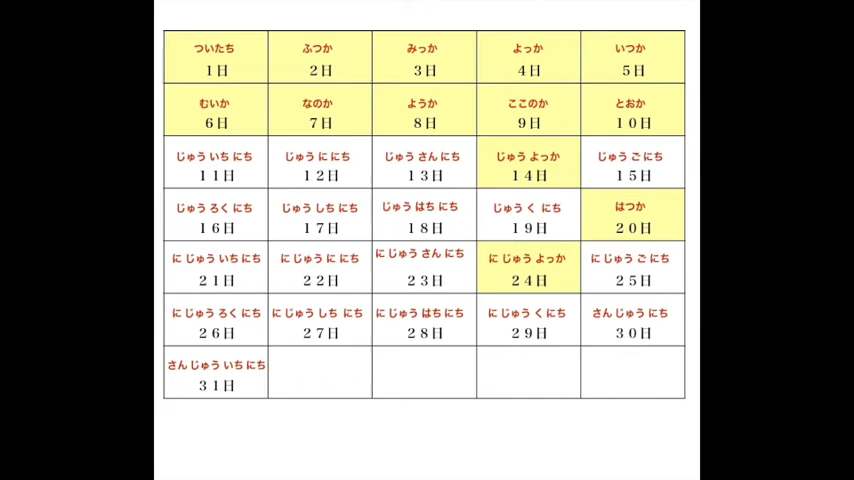 ついたち ふつか みっか よっか いつか
１日 ２日 ３日 ４日 ５日
むいか なのか ようか ここのか とおか
６日 ７日 ８日 ９日 １０日
じゅう いち にち じゅう に にち じゅう さん にち じゅう よっか じゅう ご にち
１１日 １２日 １３日 １４日 １５日
じゅう ろく にち じゅう しち にち じゅう はち にち じゅう く にち はつか
１６日 １７日 １８日 １９日 ２０日
に じゅう いち にち に じゅう に にち に じゅう さん にち に じゅう よっか に じゅう ご にち
２１日 ２２日 ２３日 ２４日 ２５日
に じゅう ろく にち に じゅう しち にち に じゅう はち にち に じゅう く にち さん じゅう にち
２６日 ２７日 ２８日 ２９日 ３０日
さん じゅう いち にち
３１日